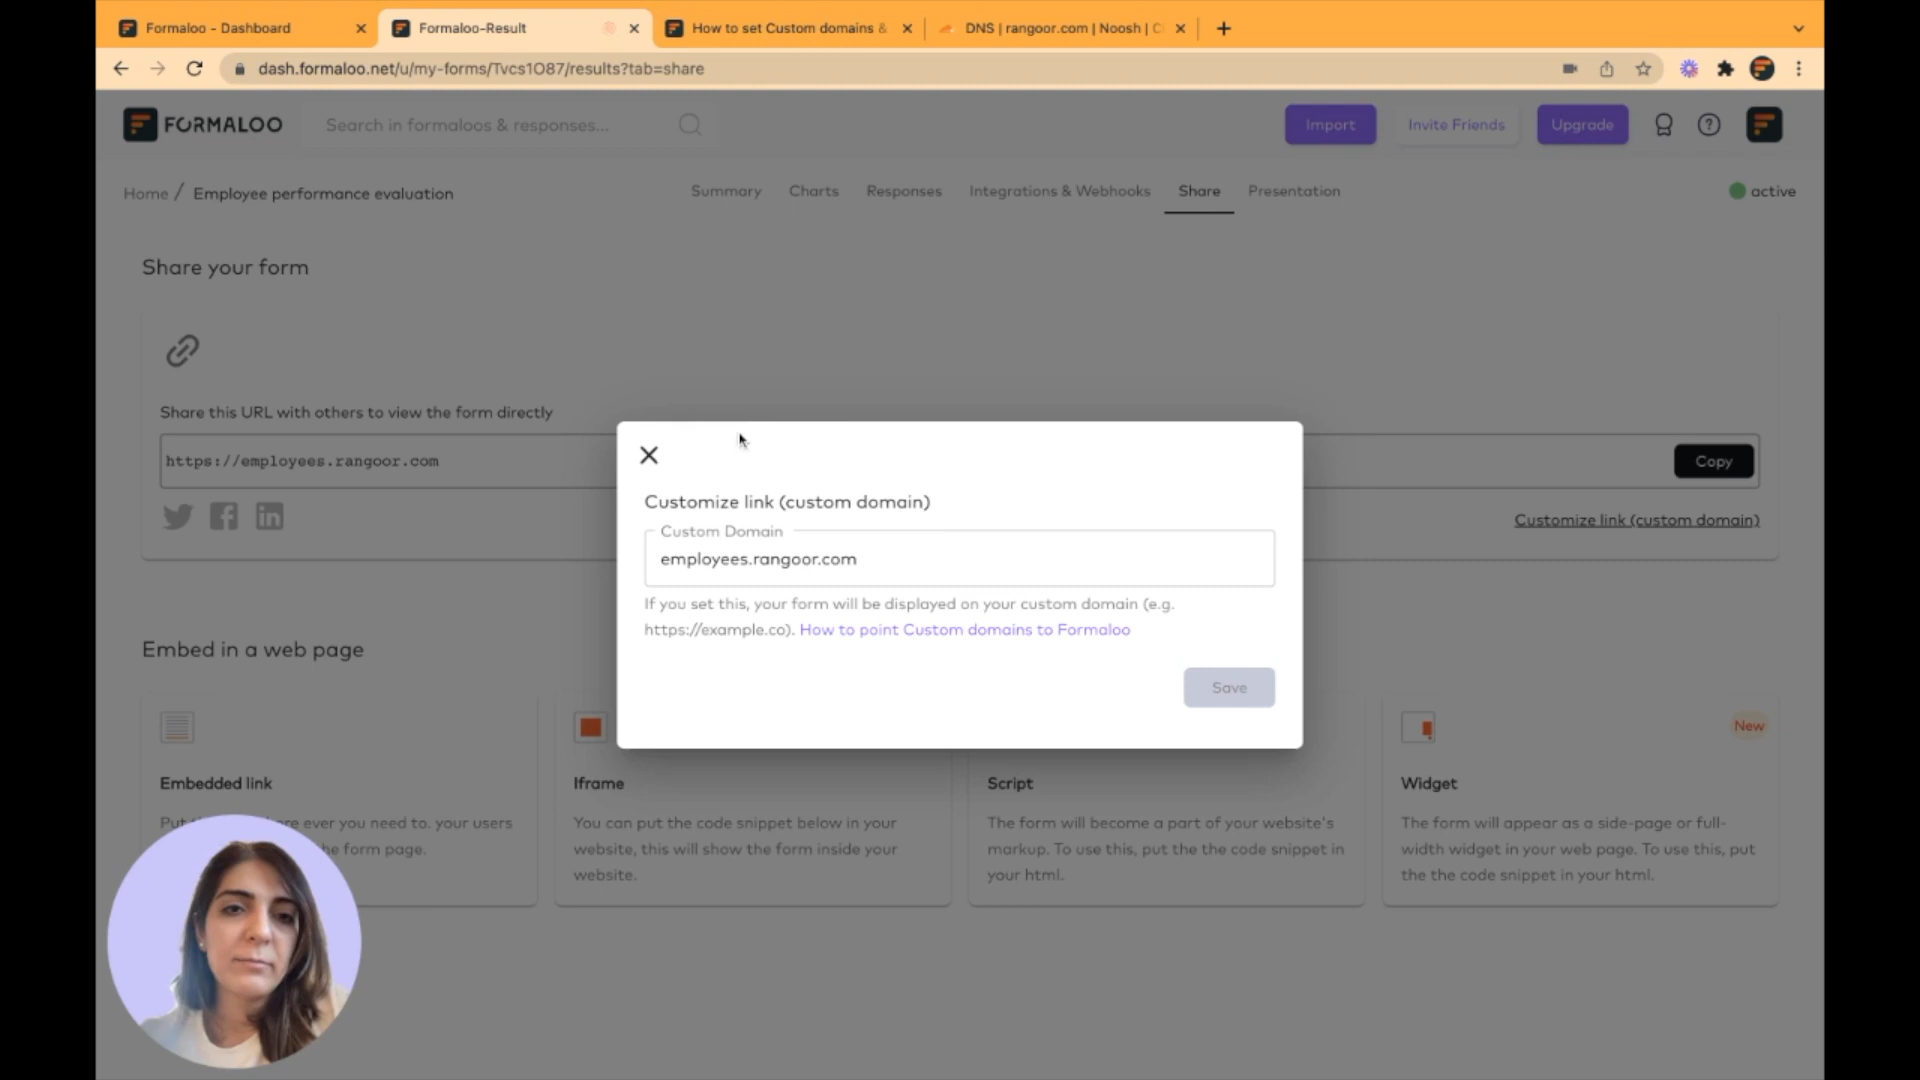 Formaloo - Dashboard
Formaloo-Result
How to set Custom domains &
DNS | rangoor.com | Noosh | C
dash.formaloo.net/u/my-forms/Tvcs1O87/results?tab=share
FORMALOO
Search in formaloos & responses...
Import
Invite Friends
Upgrade
Home / Employee performance evaluation
Summary
Charts
Responses
Integrations & Webhooks
Share
Presentation
active
Share your form
Share this URL with others to view the form directly
https://employees.rangoor.com
Copy
Customize link (custom domain)
Customize link (custom domain)
Custom Domain
employees.rangoor.com
If you set this, your form will be displayed on your custom domain (e.g.
https://example.co). How to point Custom domains to Formaloo
Save
Embed in a web page
Embedded link
ever you need to. your users
the form page.
Iframe
You can put the code snippet below in your
website, this will show the form inside your
website.
Script
The form will become a part of your website's
markup. To use this, put the the code snippet in
your html.
New
Widget
The form will appear as a side-page or full-
width widget in your web page. To use this, put
the the code snippet in your html.